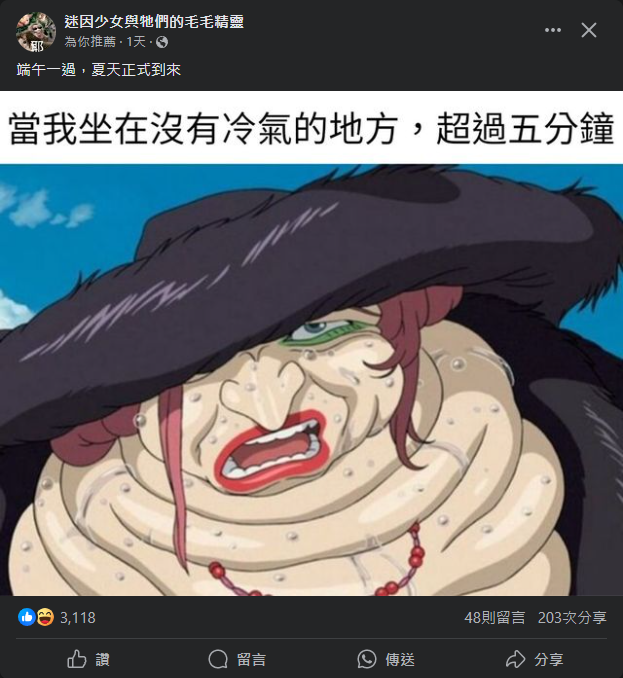 迷因少女與牠們的毛毛精靈
為你推薦 · 1天 ·
端午一過，夏天正式到來
當我坐在沒有冷氣的地方，超過五分鐘
3,118
48則留言 203次分享
讚 留言 傳送 分享